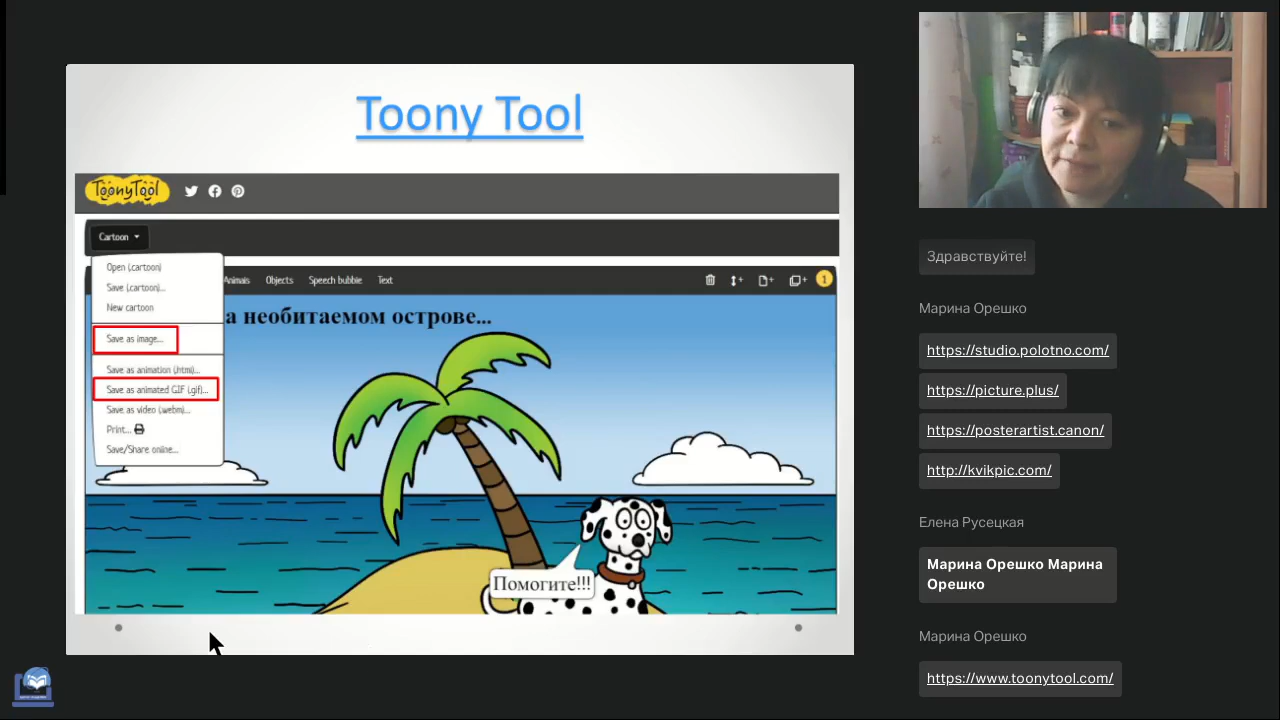 Toony Tool
ToonyTool
Cartoon
Open (.cartoon)
Save (.cartoon)...
New cartoon
Save as image...
Save as animation (.html)...
Save as animated GIF (.gif)...
Save as video (.webm)...
Print...
Save/Share online...
Animals
Objects
Speech bubble
Text
1
а необитаемом острове...
Помогите!!!
Здравствуйте!
Марина Орешко
https://studio.polotno.com/
https://picture.plus/
https://posterartist.canon/
http://kvikpic.com/
Елена Русецкая
Марина Орешко Марина
Орешко
Марина Орешко
https://www.toonytool.com/